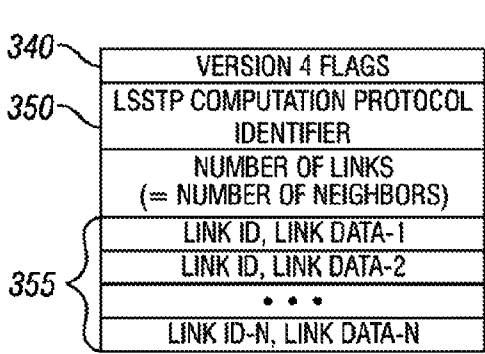 340
VERSION 4 FLAGS
350
LSSTP COMPUTATION PROTOCOL
IDENTIFIER
NUMBER OF LINKS
(= NUMBER OF NEIGHBORS)
355
LINK ID, LINK DATA-1
LINK ID, LINK DATA-2
• • •
LINK ID-N, LINK DATA-N